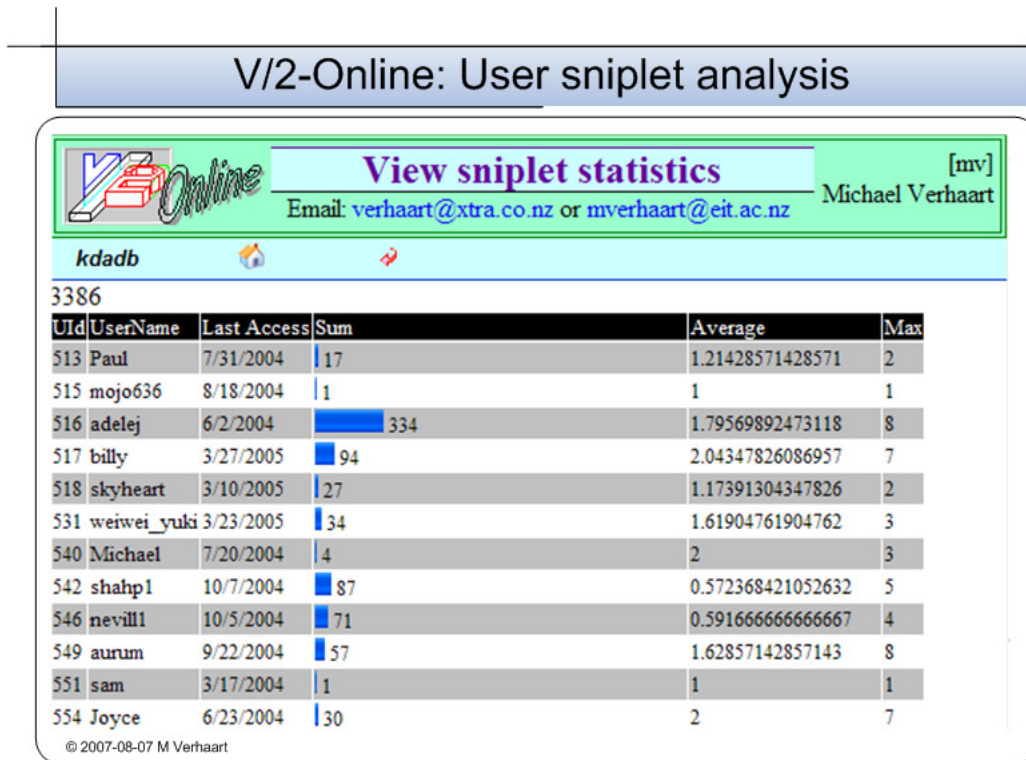 V/2-Online: User sniplet analysis
Online
View sniplet statistics
[mv]
Email: verhaart@xtra.co.nz or mverhaart@eit.ac.nz
Michael Verhaart
kdadb
3386
UId UserName Last Access Sum Average Max
513 Paul 7/31/2004 17 1.21428571428571 2
515 mojo636 8/18/2004 1 1 1
516 adelej 6/2/2004 334 1.79569892473118 8
517 billy 3/27/2005 94 2.04347826086957 7
518 skyheart 3/10/2005 27 1.17391304347826 2
531 weiwei_yuki 3/23/2005 34 1.61904761904762 3
540 Michael 7/20/2004 4 2 3
542 shahp1 10/7/2004 87 0.572368421052632 5
546 nevill1 10/5/2004 71 0.591666666666667 4
549 aurum 9/22/2004 57 1.62857142857143 8
551 sam 3/17/2004 1 1 1
554 Joyce 6/23/2004 30 2 7
© 2007-08-07 M Verhaart